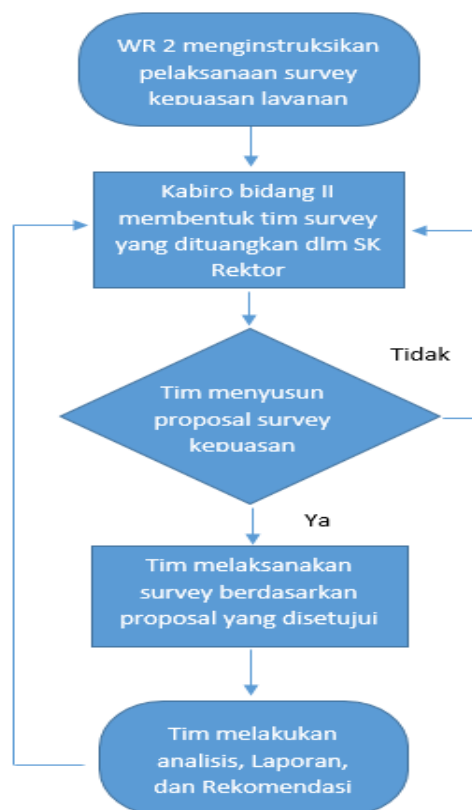 WR 2 menginstruksikan
pelaksanaan survey
kepuasan layanan
Kabiro bidang II
membentuk tim survey
yang dituangkan dlm SK
Rektor
Tidak
Tim menyusun
proposal survey
kepuasan
Ya
Tim melaksanakan
survey berdasarkan
proposal yang disetujui
Tim melakukan
analisis, Laporan,
dan Rekomendasi